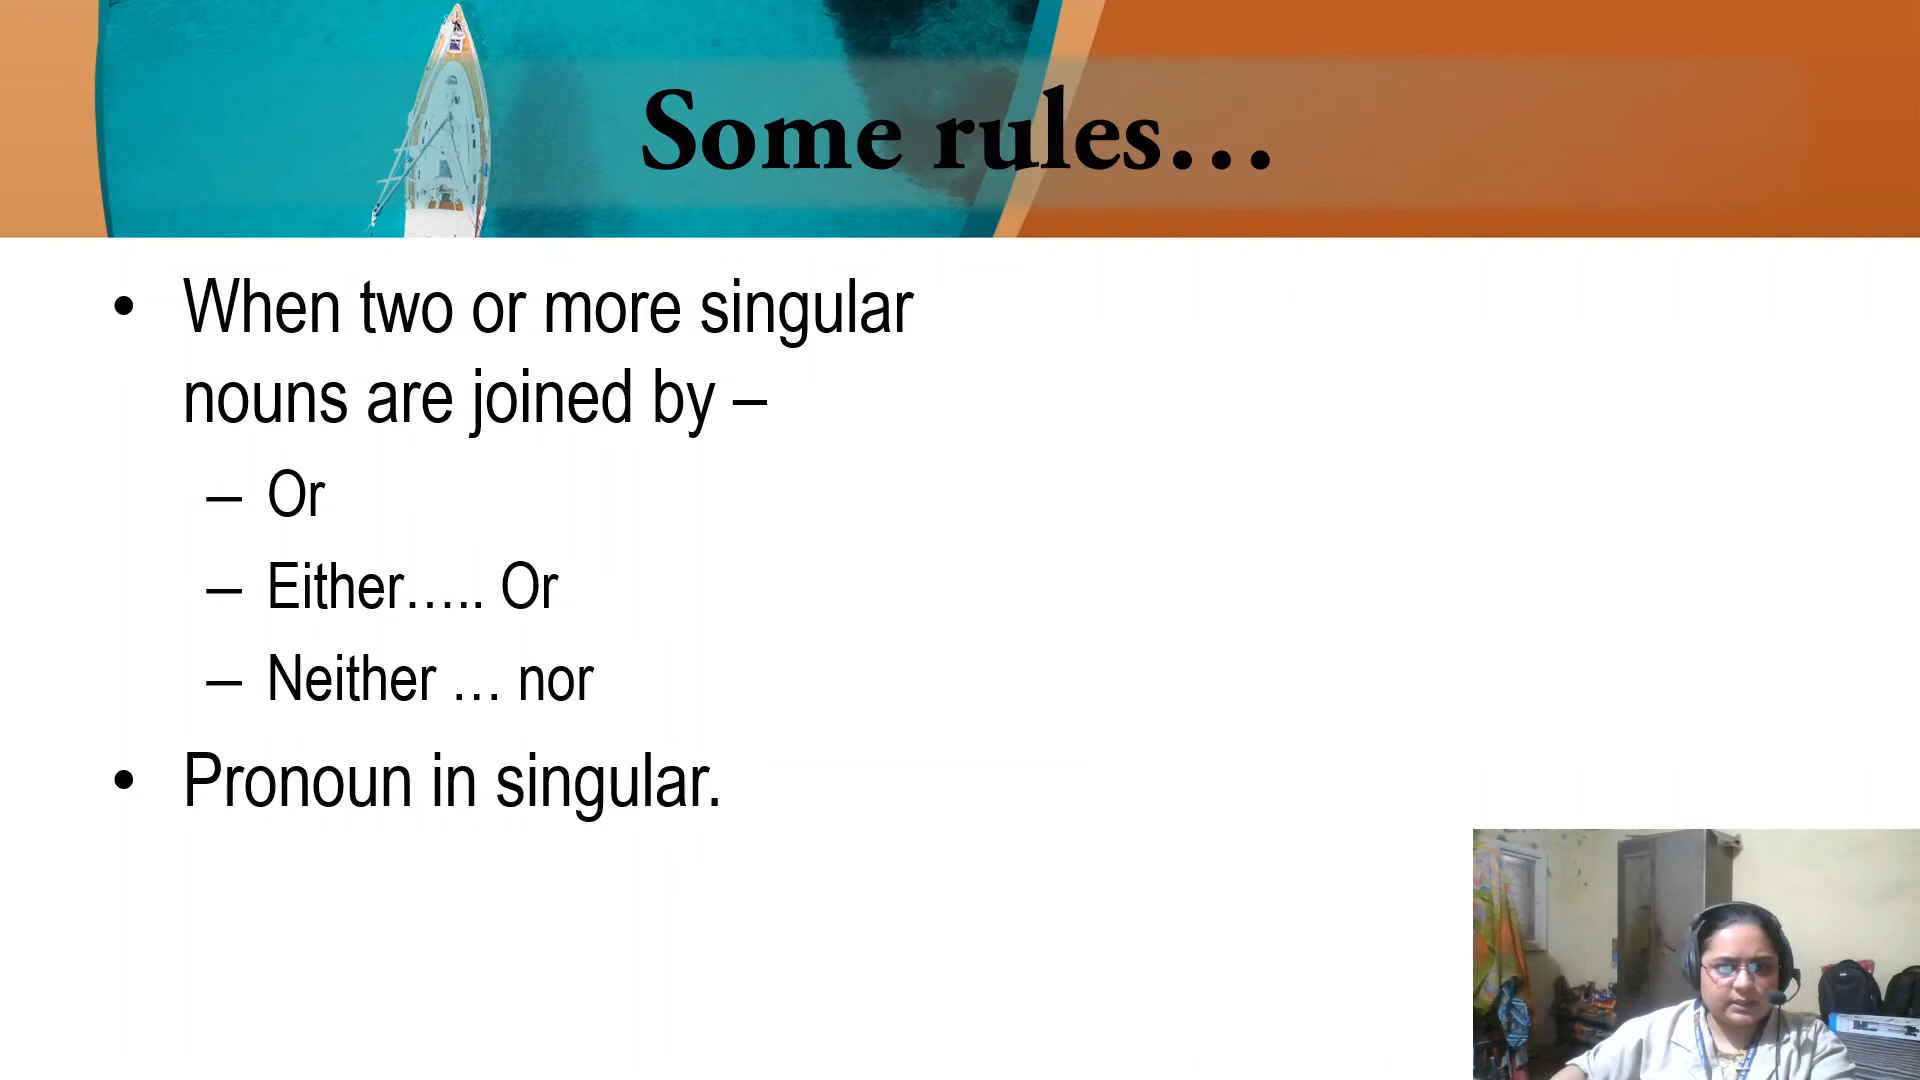 Some rules…
• When two or more singular
nouns are joined by –
– Or
– Either….. Or
– Neither … nor
• Pronoun in singular.